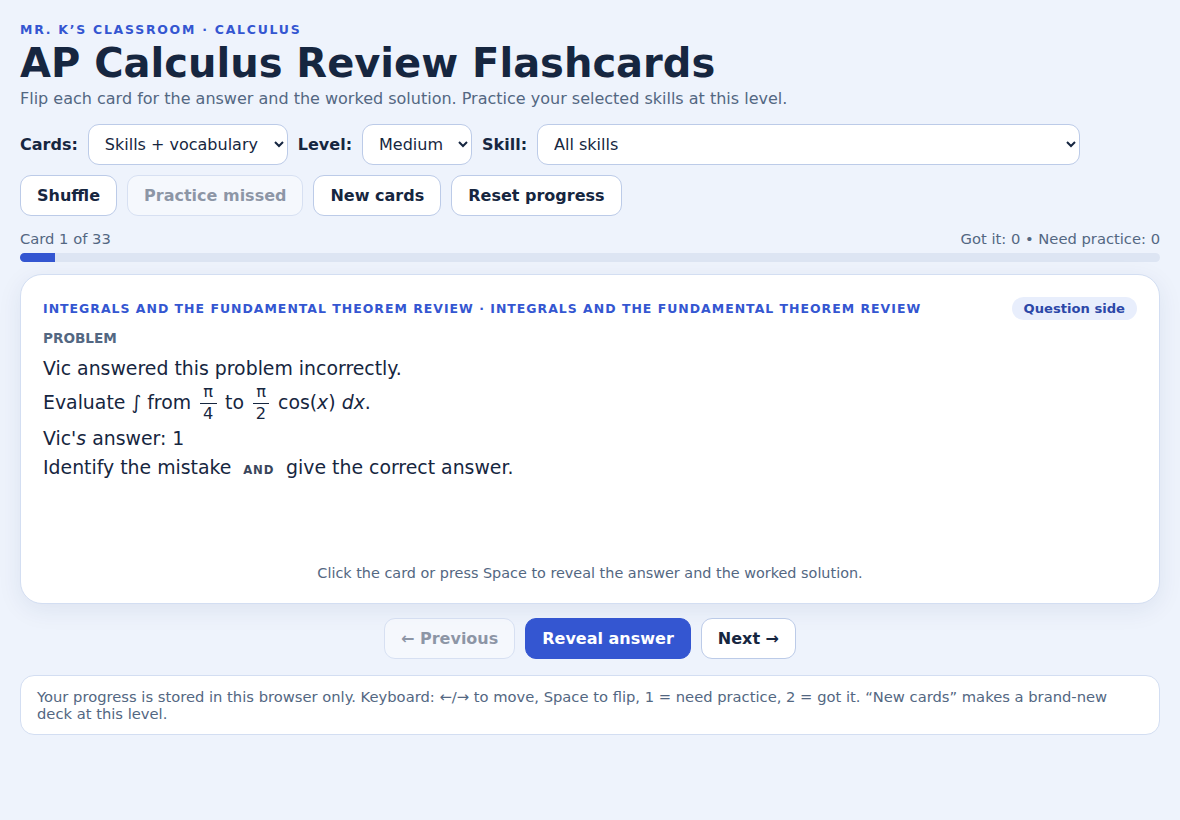 MR. K’S CLASSROOM · CALCULUS
AP Calculus Review Flashcards
Flip each card for the answer and the worked solution. Practice your selected skills at this level.
Cards: Skills + vocabulary Level: Medium Skill: All skills
Shuffle Practice missed New cards Reset progress
Card 1 of 33 Got it: 0 • Need practice: 0
INTEGRALS AND THE FUNDAMENTAL THEOREM REVIEW · INTEGRALS AND THE FUNDAMENTAL THEOREM REVIEW Question side
PROBLEM
Vic answered this problem incorrectly.
Evaluate ∫ from π/4 to π/2 cos(x) dx.
Vic's answer: 1
Identify the mistake AND give the correct answer.
Click the card or press Space to reveal the answer and the worked solution.
← Previous Reveal answer Next →
Your progress is stored in this browser only. Keyboard: ←/→ to move, Space to flip, 1 = need practice, 2 = got it. “New cards” makes a brand-new
deck at this level.